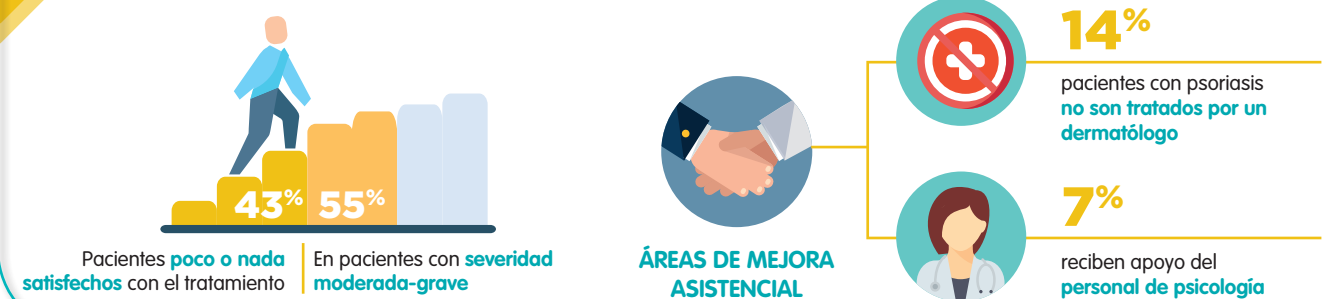 43% 55%
Pacientes poco o nada
satisfechos con el tratamiento
En pacientes con severidad
moderada-grave
ÁREAS DE MEJORA
ASISTENCIAL
14%
pacientes con psoriasis
no son tratados por un
dermatólogo
7%
reciben apoyo del
personal de psicología